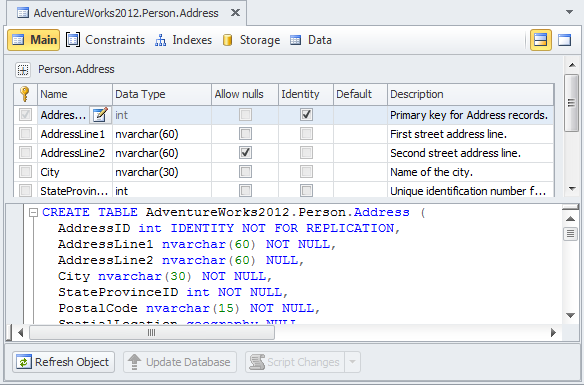 AdventureWorks2012.Person.Address
Main Constraints Indexes Storage Data
Person.Address
Name Data Type Allow nulls Identity Default Description
Addres... int Primary key for Address records.
AddressLine1 nvarchar(60) First street address line.
AddressLine2 nvarchar(60) Second street address line.
City nvarchar(30) Name of the city.
StateProvin... int Unique identification number f...
CREATE TABLE AdventureWorks2012.Person.Address (
AddressID int IDENTITY NOT FOR REPLICATION,
AddressLine1 nvarchar(60) NOT NULL,
AddressLine2 nvarchar(60) NULL,
City nvarchar(30) NOT NULL,
StateProvinceID int NOT NULL,
PostalCode nvarchar(15) NOT NULL,
SpatialLocation geography NULL
Refresh Object Update Database Script Changes